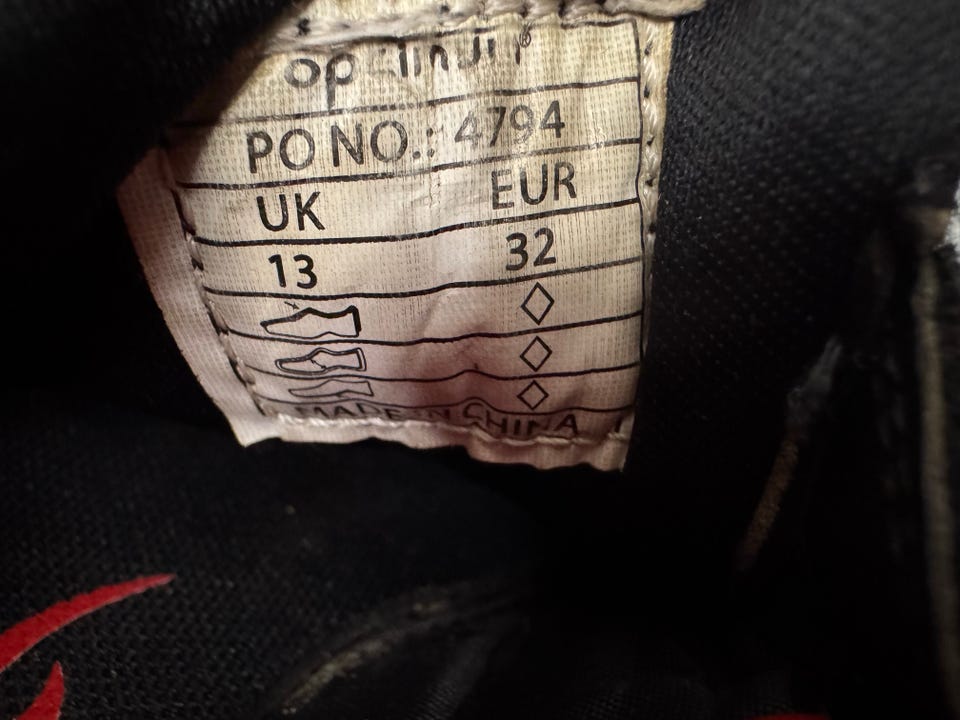 PO NO.: 4794
UK EUR
13 32
MADE IN CHINA